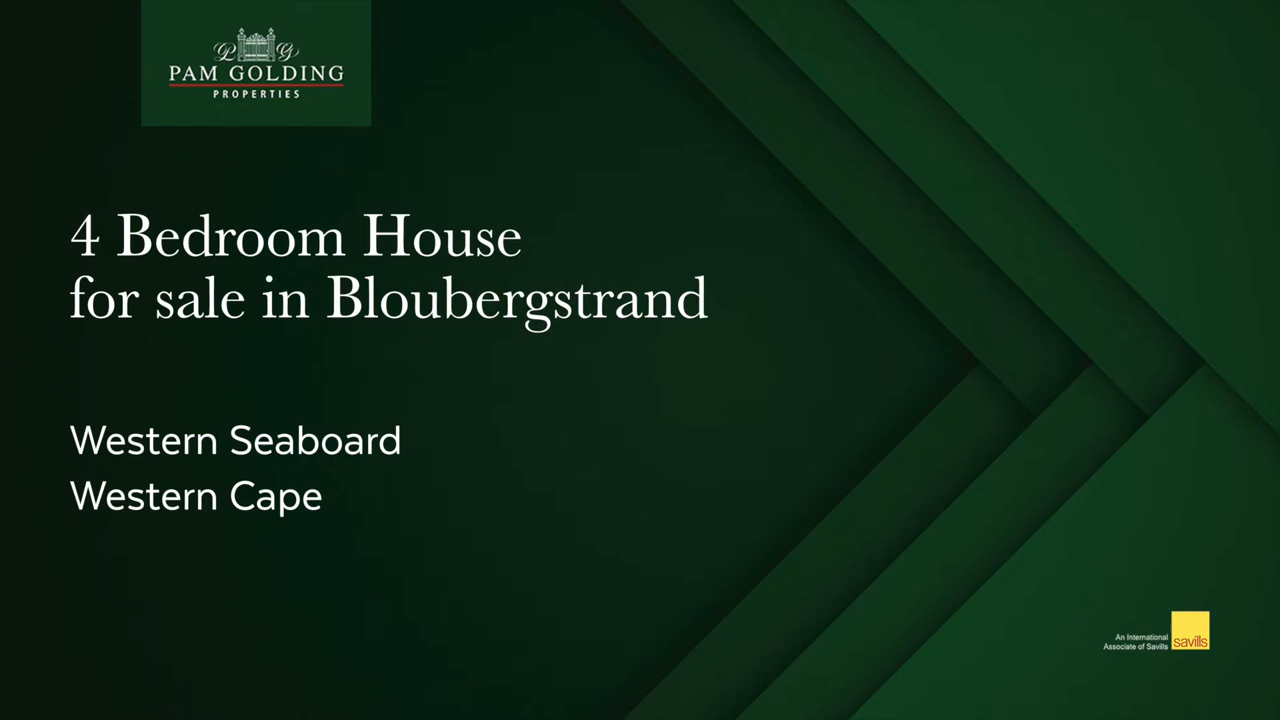 P G
PAM GOLDING
PROPERTIES
4 Bedroom House
for sale in Bloubergstrand
Western Seaboard
Western Cape
An International
Associate of Savills
savills